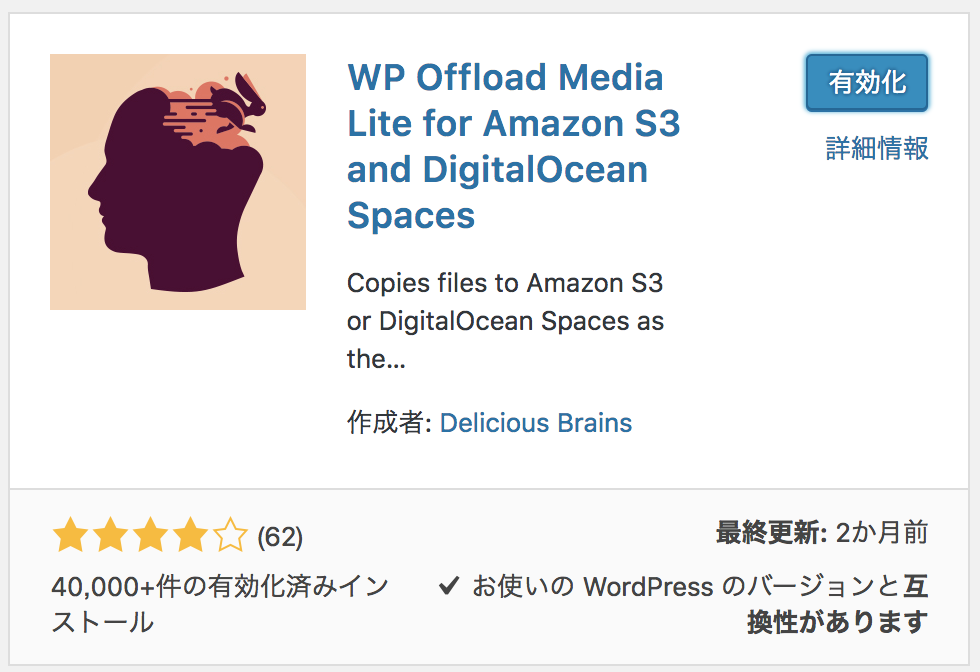 WP Offload Media
Lite for Amazon S3
and DigitalOcean
Spaces
有効化
詳細情報
Copies files to Amazon S3
or DigitalOcean Spaces as
the...
作成者: Delicious Brains
(62)
40,000+件の有効化済みイン
ストール
最終更新: 2か月前
お使いの WordPress のバージョンと互
換性があります